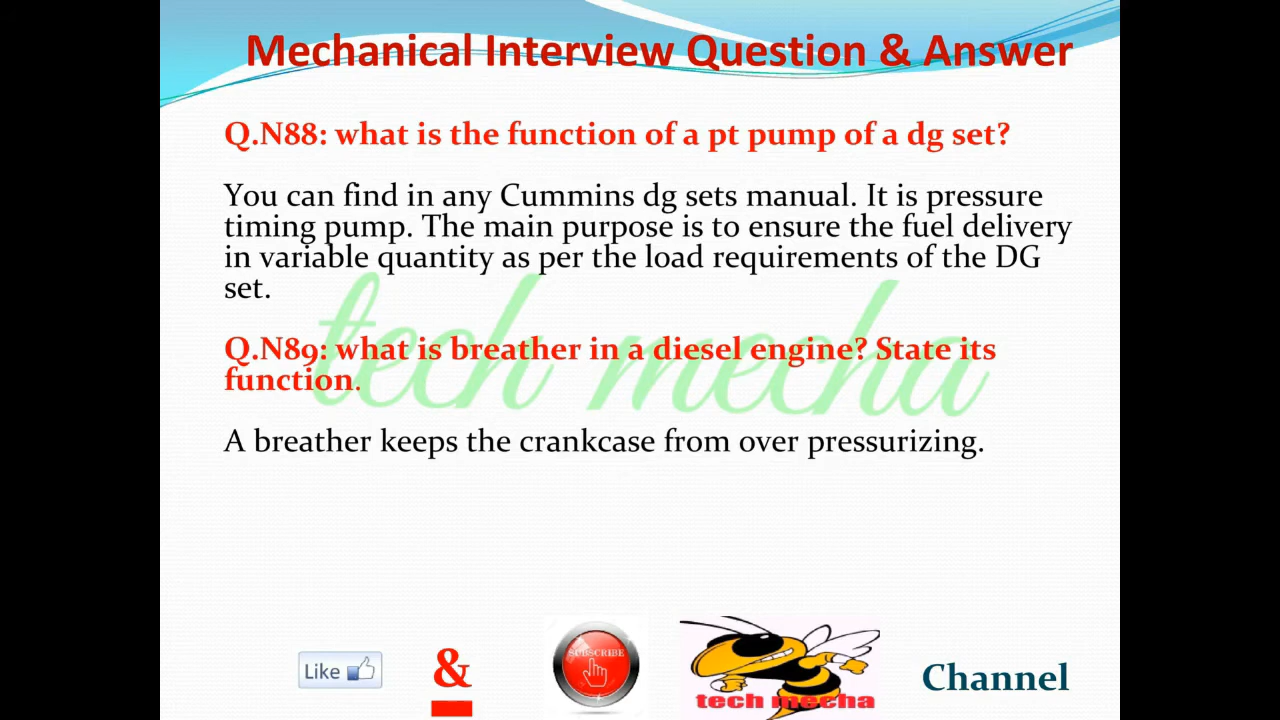 Mechanical Interview Question & Answer
Q.N88: what is the function of a pt pump of a dg set?
You can find in any Cummins dg sets manual. It is pressure
timing pump. The main purpose is to ensure the fuel delivery
in variable quantity as per the load requirements of the DG
set.
tech mecha
Q.N89: what is breather in a diesel engine? State its
function.
A breather keeps the crankcase from over pressurizing.
Like
&
SUBSCRIBE
tech mecha
Channel